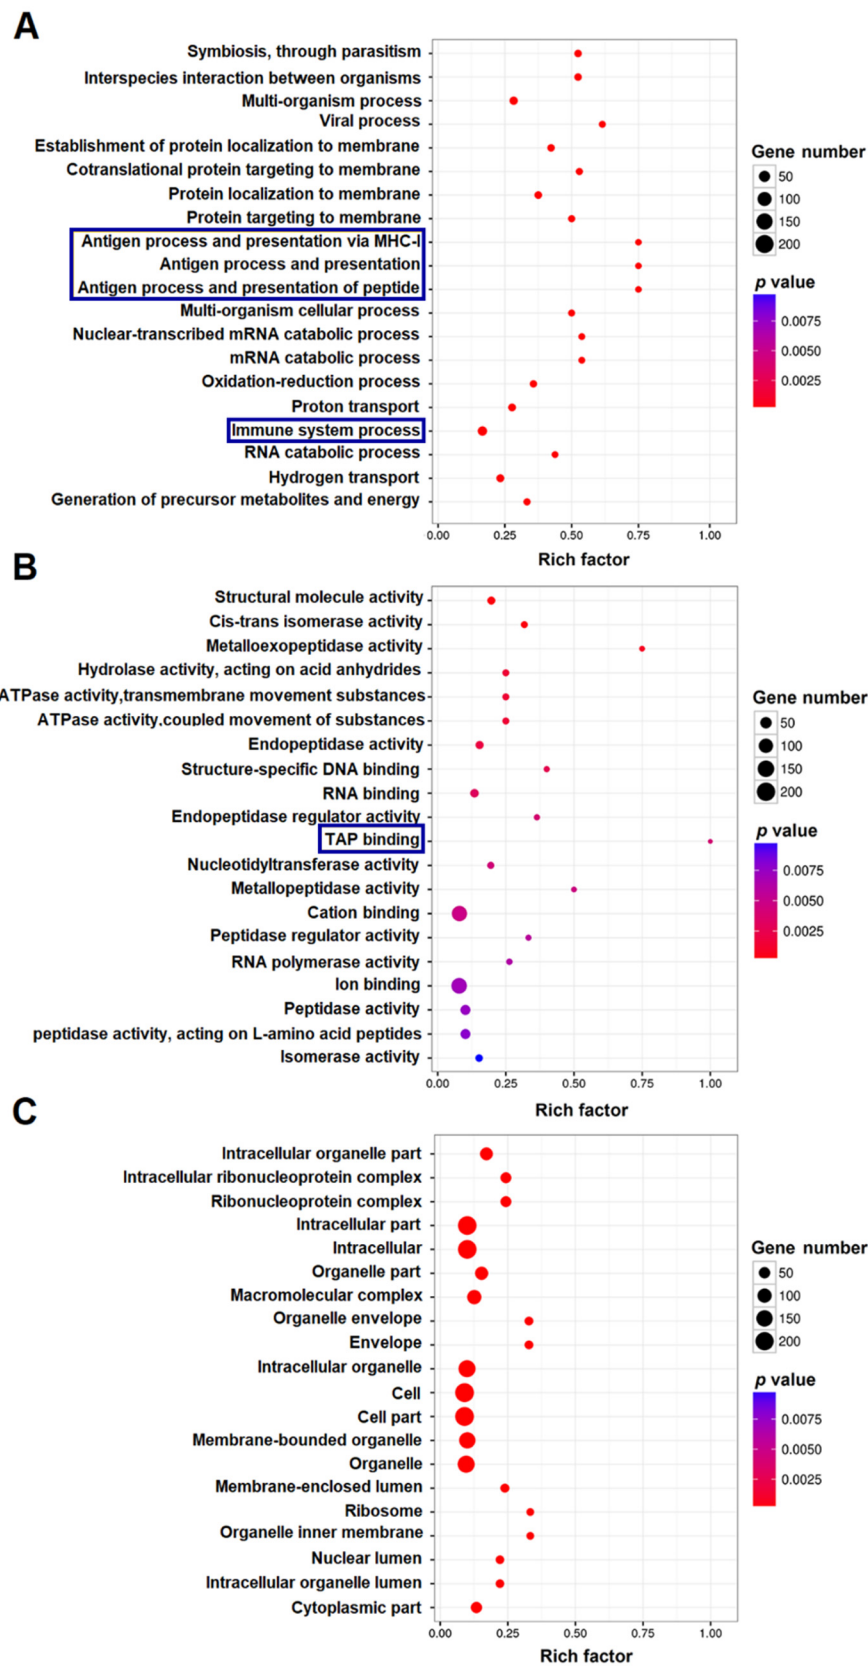 A
Symbiosis, through parasitism
Interspecies interaction between organisms
Multi-organism process
Viral process
Establishment of protein localization to membrane
Cotranslational protein targeting to membrane
Protein localization to membrane
Protein targeting to membrane
Antigen process and presentation via MHC-I
Antigen process and presentation
Antigen process and presentation of peptide
Multi-organism cellular process
Nuclear-transcribed mRNA catabolic process
mRNA catabolic process
Oxidation-reduction process
Proton transport
Immune system process
RNA catabolic process
Hydrogen transport
Generation of precursor metabolites and energy
0.00 0.25 0.50 0.75 1.00
Rich factor
Gene number
50
100
150
200
p value
0.0075
0.0050
0.0025
B
Structural molecule activity
Cis-trans isomerase activity
Metalloexopeptidase activity
Hydrolase activity, acting on acid anhydrides
ATPase activity,transmembrane movement substances
ATPase activity,coupled movement of substances
Endopeptidase activity
Structure-specific DNA binding
RNA binding
Endopeptidase regulator activity
TAP binding
Nucleotidyltransferase activity
Metallopeptidase activity
Cation binding
Peptidase regulator activity
RNA polymerase activity
Ion binding
Peptidase activity
peptidase activity, acting on L-amino acid peptides
Isomerase activity
0.00 0.25 0.50 0.75 1.00
Rich factor
Gene number
50
100
150
200
p value
0.0075
0.0050
0.0025
C
Intracellular organelle part
Intracellular ribonucleoprotein complex
Ribonucleoprotein complex
Intracellular part
Intracellular
Organelle part
Macromolecular complex
Organelle envelope
Envelope
Intracellular organelle
Cell
Cell part
Membrane-bounded organelle
Organelle
Membrane-enclosed lumen
Ribosome
Organelle inner membrane
Nuclear lumen
Intracellular organelle lumen
Cytoplasmic part
0.00 0.25 0.50 0.75 1.00
Rich factor
Gene number
50
100
150
200
p value
0.0075
0.0050
0.0025